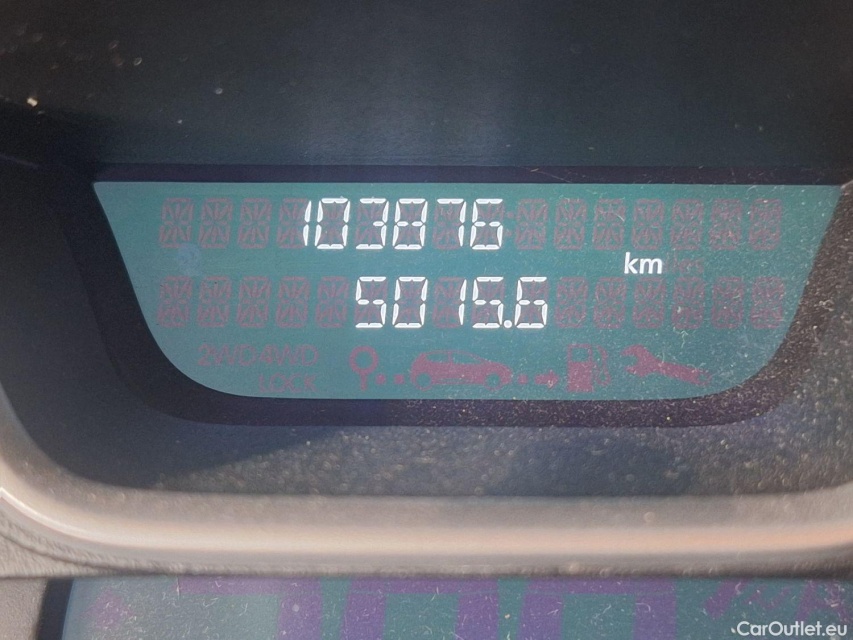 103876
km
5015.6
2WD4WD
LOCK
CarOutlet.eu